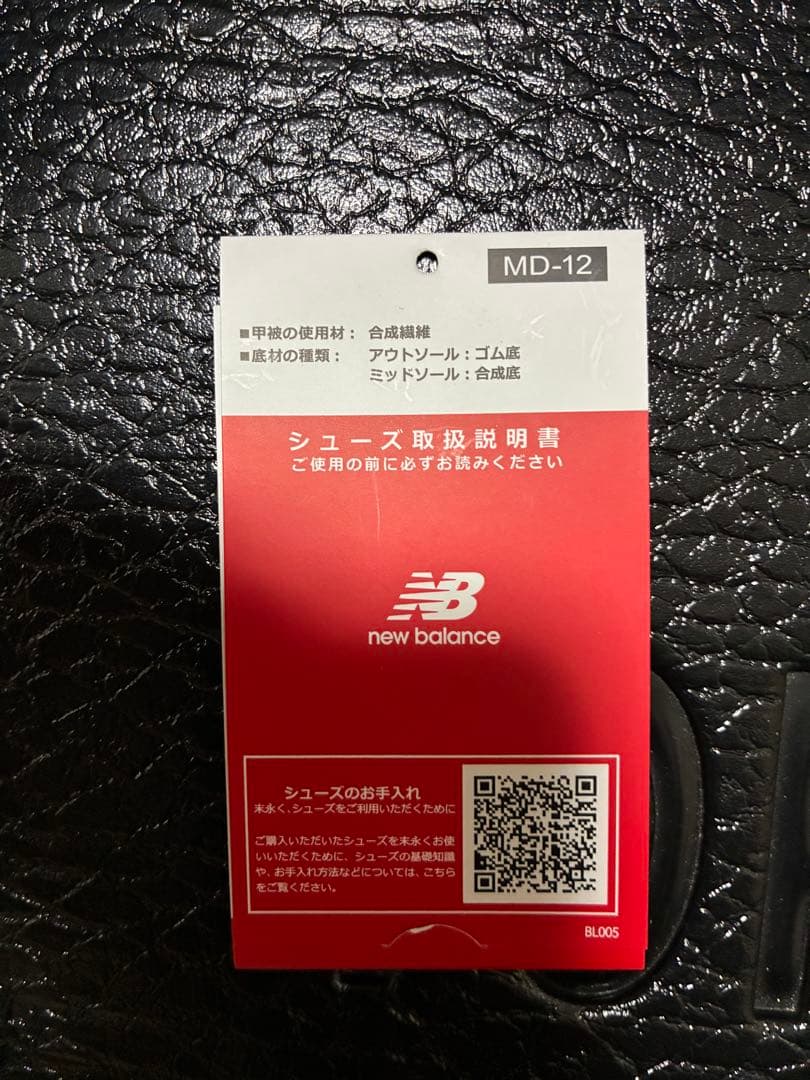 MD-12
■甲被の使用材： 合成繊維
■底材の種類： アウトソール：ゴム底
ミッドソール：合成底
シューズ取扱説明書
ご使用の前に必ずお読みください
NB
new balance
シューズのお手入れ
末永く、シューズをご利用いただくために
ご購入いただいたシューズを末永くお使
いいただくために、シューズの基礎知識
や、お手入れ方法などについては、こちら
をご覧ください。
BL005